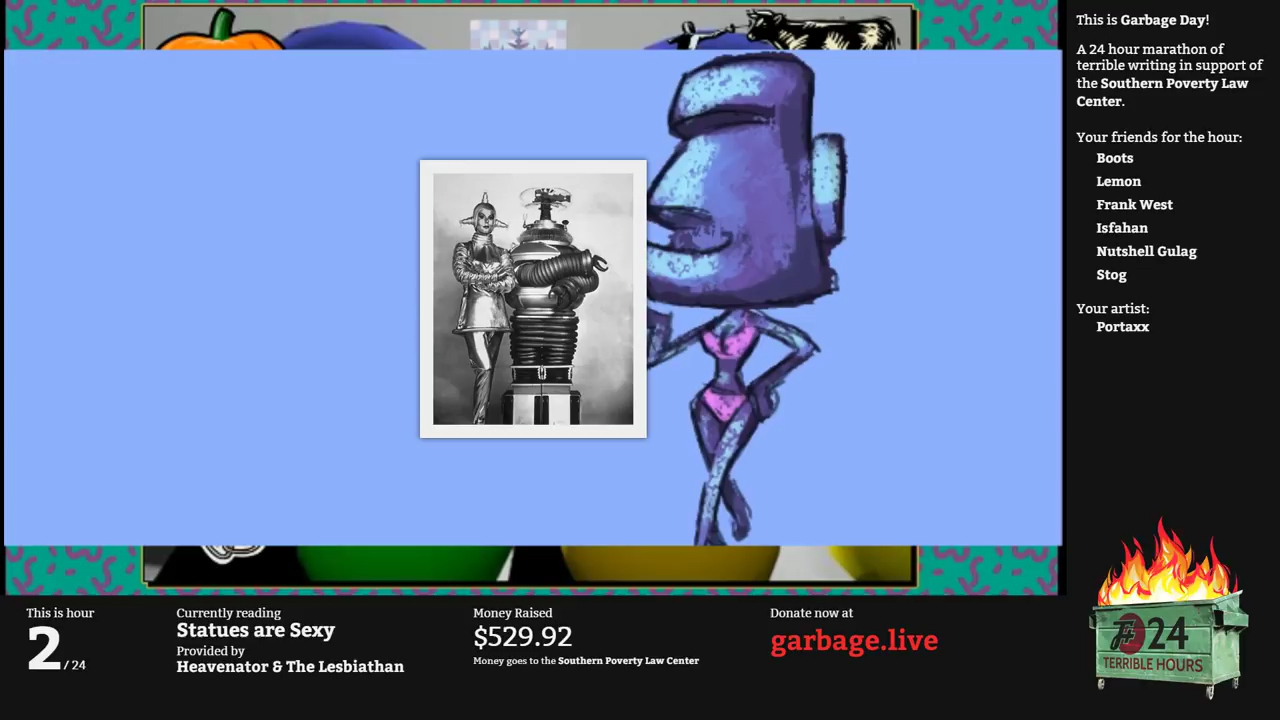 This is Garbage Day!
A 24 hour marathon of
terrible writing in support of
the Southern Poverty Law
Center.
Your friends for the hour:
Boots
Lemon
Frank West
Isfahan
Nutshell Gulag
Stog
Your artist:
Portaxx
24
TERRIBLE HOURS
This is hour
2 / 24
Currently reading
Statues are Sexy
Provided by
Heavenator & The Lesbiathan
Money Raised
$529.92
Money goes to the Southern Poverty Law Center
Donate now at
garbage.live